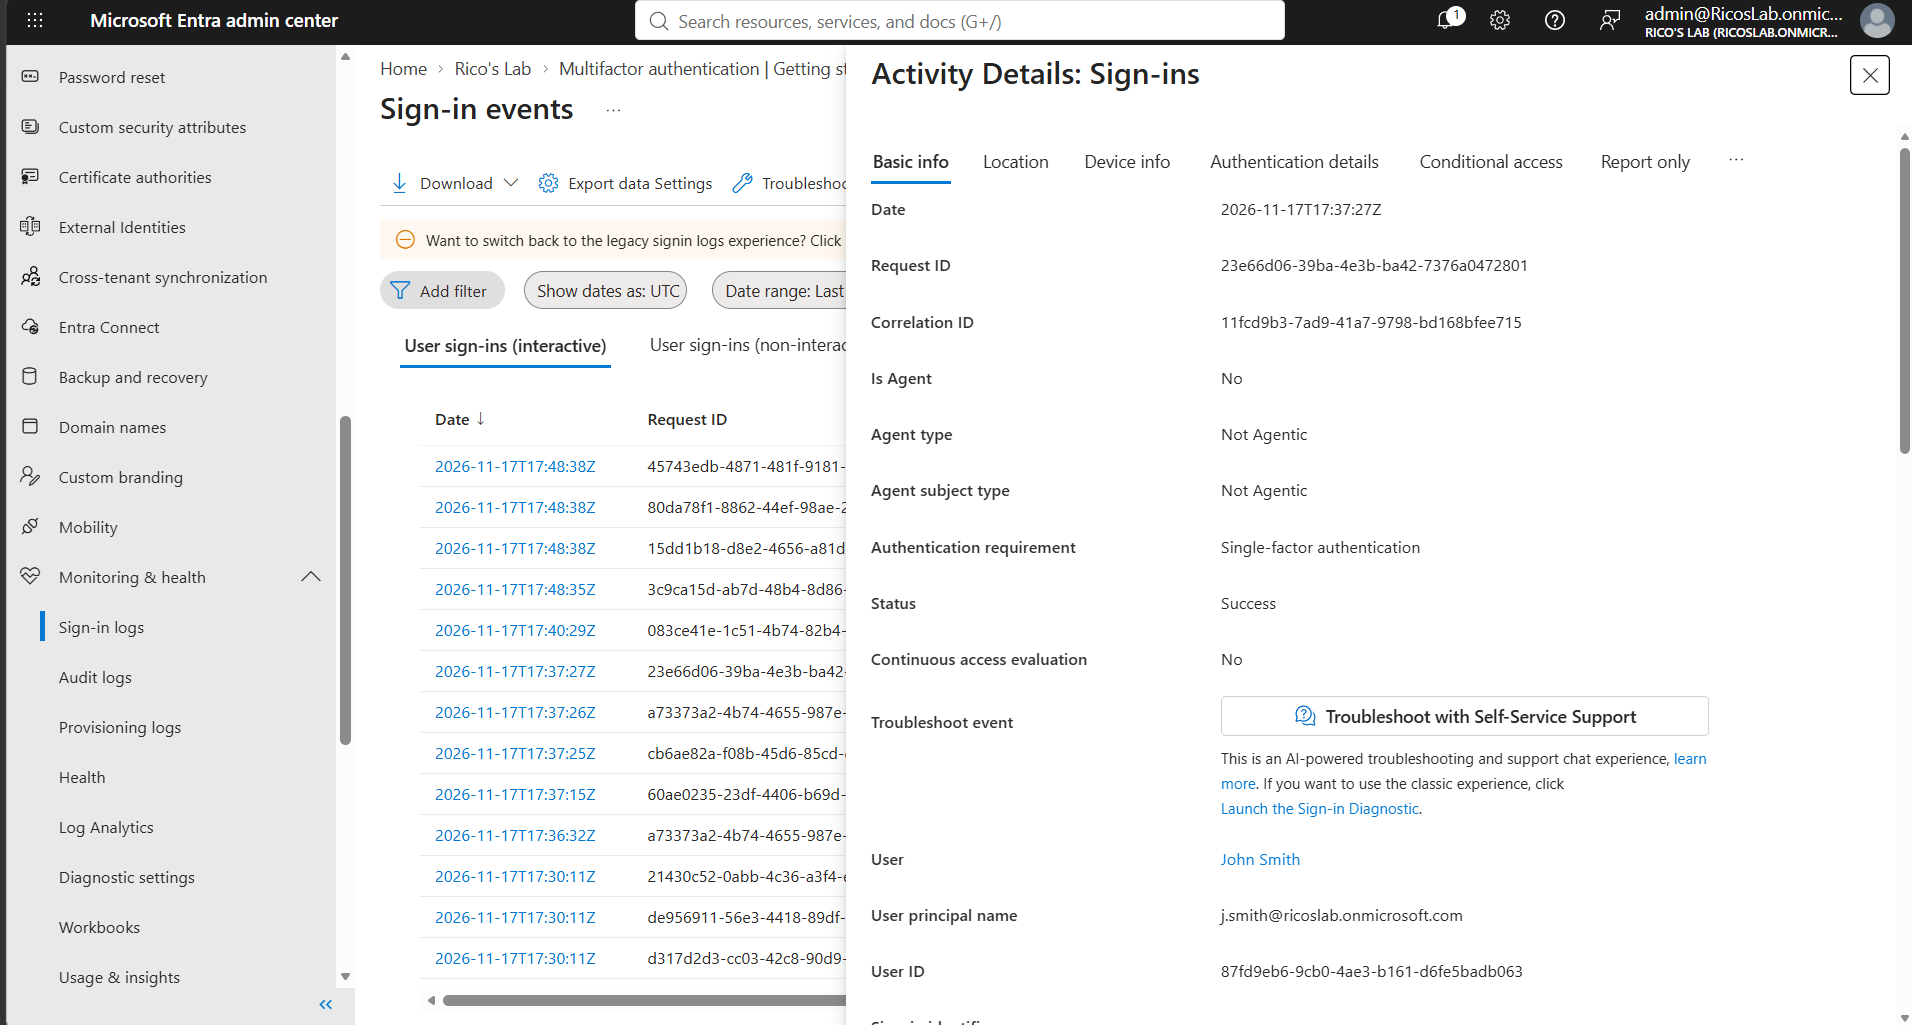 Microsoft Entra admin center
Search resources, services, and docs (G+/)
1
admin@RicosLab.onmic...
RICO'S LAB (RICOSLAB.ONMICR...
Password reset
Custom security attributes
Certificate authorities
External Identities
Cross-tenant synchronization
Entra Connect
Backup and recovery
Domain names
Custom branding
Mobility
Monitoring & health
Sign-in logs
Audit logs
Provisioning logs
Health
Log Analytics
Diagnostic settings
Workbooks
Usage & insights
Home > Rico's Lab > Multifactor authentication | Getting st
Sign-in events ...
Download
Export data Settings
Troubleshoo
Want to switch back to the legacy signin logs experience? Click
Add filter
Show dates as: UTC
Date range: Last
User sign-ins (interactive)
User sign-ins (non-interac
Date ↓ Request ID
2026-11-17T17:48:38Z 45743edb-4871-481f-9181-
2026-11-17T17:48:38Z 80da78f1-8862-44ef-98ae-2
2026-11-17T17:48:38Z 15dd1b18-d8e2-4656-a81d
2026-11-17T17:48:35Z 3c9ca15d-ab7d-48b4-8d86-
2026-11-17T17:40:29Z 083ce41e-1c51-4b74-82b4-
2026-11-17T17:37:27Z 23e66d06-39ba-4e3b-ba42-
2026-11-17T17:37:26Z a73373a2-4b74-4655-987e-
2026-11-17T17:37:25Z cb6ae82a-f08b-45d6-85cd-
2026-11-17T17:37:15Z 60ae0235-23df-4406-b69d-
2026-11-17T17:36:32Z a73373a2-4b74-4655-987e-
2026-11-17T17:30:11Z 21430c52-0abb-4c36-a3f4-
2026-11-17T17:30:11Z de956911-56e3-4418-89df-
2026-11-17T17:30:11Z d317d2d3-cc03-42c8-90d9-
Activity Details: Sign-ins
Basic info
Location
Device info
Authentication details
Conditional access
Report only
...
Date 2026-11-17T17:37:27Z
Request ID 23e66d06-39ba-4e3b-ba42-7376a0472801
Correlation ID 11fcd9b3-7ad9-41a7-9798-bd168bfee715
Is Agent No
Agent type Not Agentic
Agent subject type Not Agentic
Authentication requirement Single-factor authentication
Status Success
Continuous access evaluation No
Troubleshoot event
Troubleshoot with Self-Service Support
This is an AI-powered troubleshooting and support chat experience, learn
more. If you want to use the classic experience, click
Launch the Sign-in Diagnostic.
User John Smith
User principal name j.smith@ricoslab.onmicrosoft.com
User ID 87fd9eb6-9cb0-4ae3-b161-d6fe5badb063